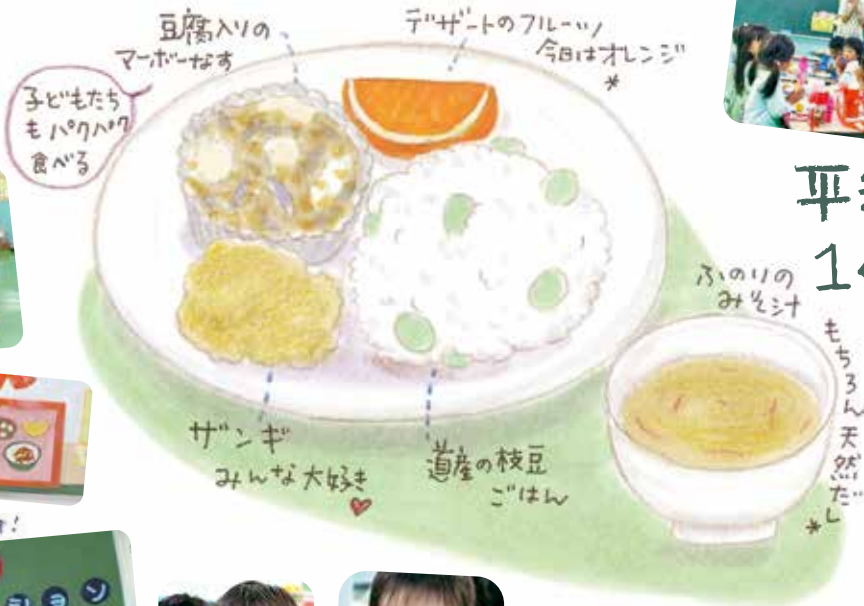 豆腐入りの
マーボーなす
デザートのフルーツ
今日はオレンジ
*
子どもたち
もパクパク
食べる
ふのりの
みそ汁
もちろん天然だし
*
ザンギ
みんな大好き
道産の枝豆
ごはん
ション